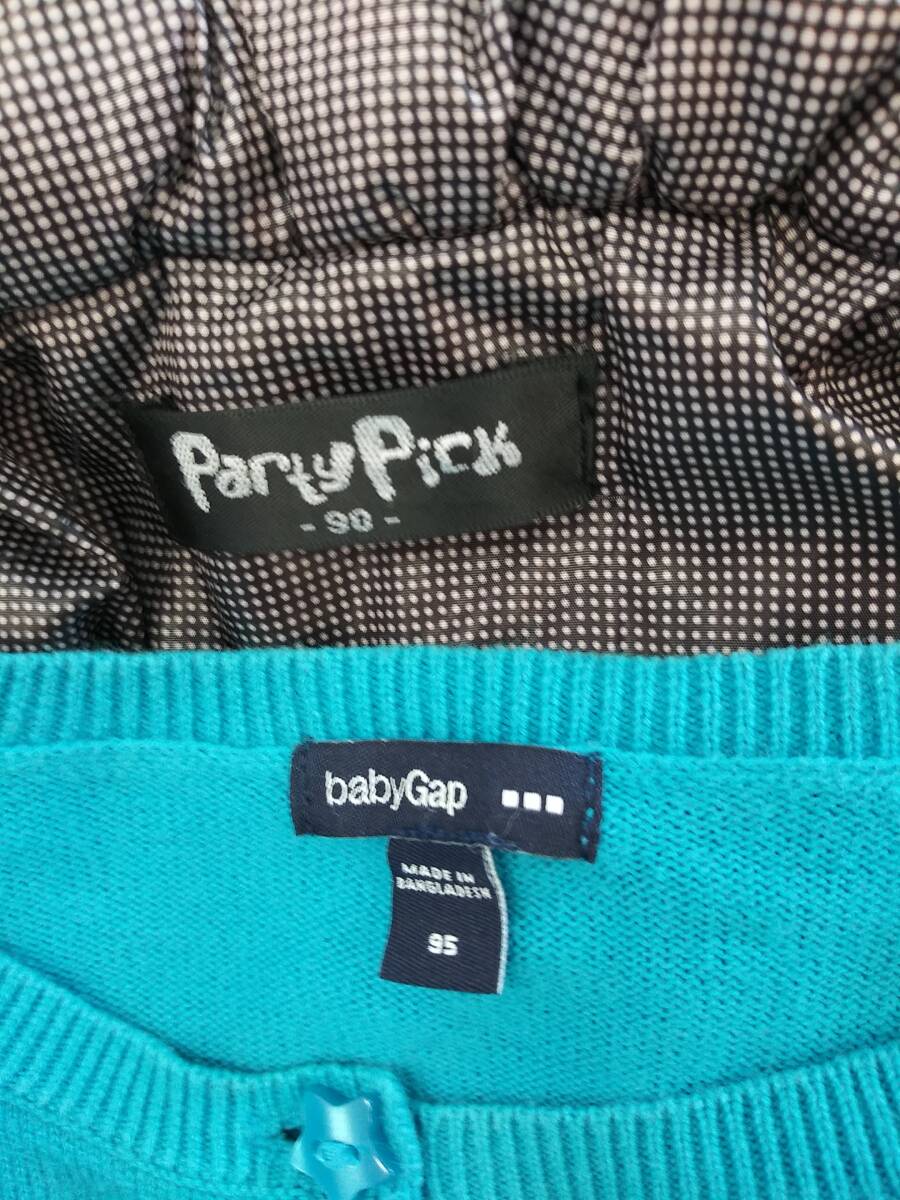 PartyPick
- 90 -
babyGap
MADE IN
BANGLADESH
95